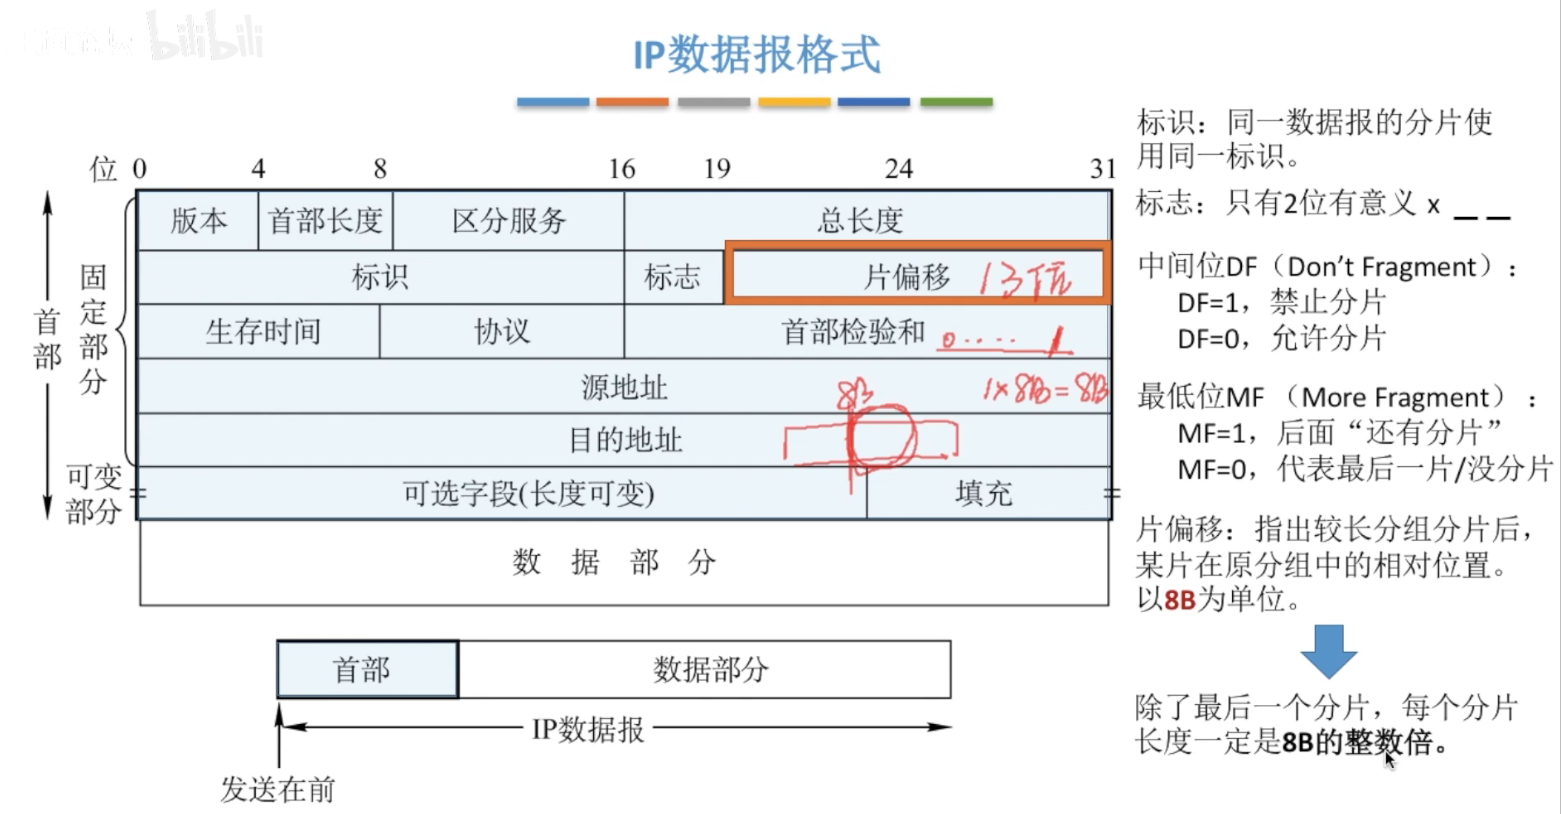 bilibili
IP数据报格式
位 0 4 8 16 19 24 31
版本 首部长度 区分服务 总长度
标识 标志 片偏移 13位
生存时间 协议 首部检验和 0.... 1
源地址 8B 1×8B=8B
目的地址
可选字段(长度可变) 填充
数据部分
首部
固定部分
可变部分
首部 数据部分
IP数据报
发送在前
标识：同一数据报的分片使
用同一标识。
标志：只有2位有意义 x _ _
中间位DF（Don't Fragment）：
DF=1，禁止分片
DF=0，允许分片
最低位MF （More Fragment）：
MF=1，后面“还有分片”
MF=0，代表最后一片/没分片
片偏移：指出较长分组分片后，
某片在原分组中的相对位置。
以8B为单位。
除了最后一个分片，每个分片
长度一定是8B的整数倍。